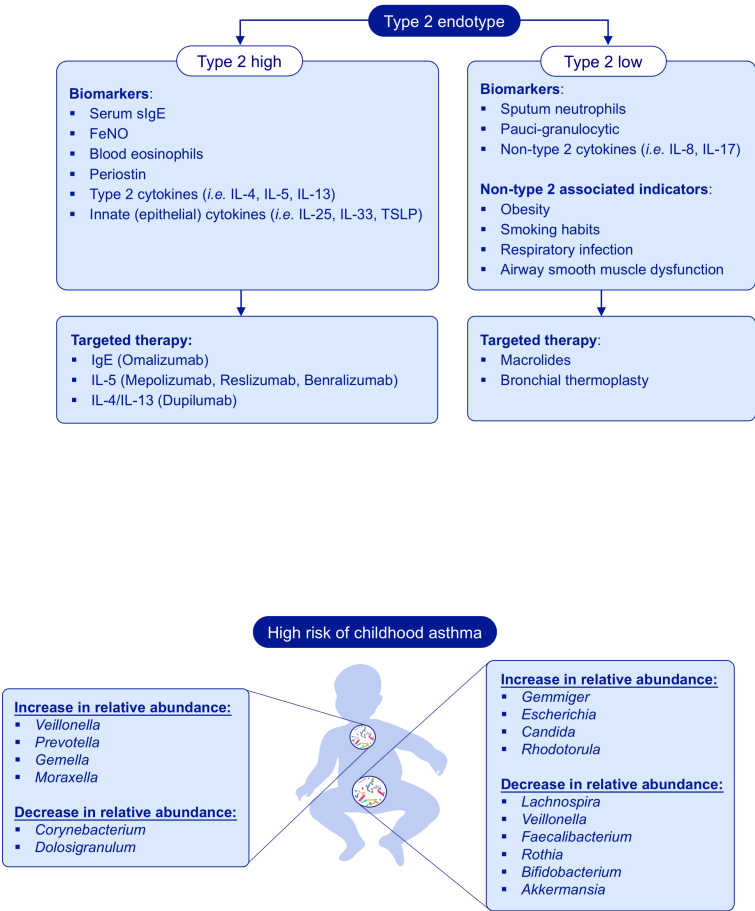 Type 2 endotype
Type 2 high
Biomarkers:
▪ Serum sIgE
▪ FeNO
▪ Blood eosinophils
▪ Periostin
▪ Type 2 cytokines (i.e. IL-4, IL-5, IL-13)
▪ Innate (epithelial) cytokines (i.e. IL-25, IL-33, TSLP)
Targeted therapy:
▪ IgE (Omalizumab)
▪ IL-5 (Mepolizumab, Reslizumab, Benralizumab)
▪ IL-4/IL-13 (Dupilumab)
Type 2 low
Biomarkers:
▪ Sputum neutrophils
▪ Pauci-granulocytic
▪ Non-type 2 cytokines (i.e. IL-8, IL-17)
Non-type 2 associated indicators:
▪ Obesity
▪ Smoking habits
▪ Respiratory infection
▪ Airway smooth muscle dysfunction
Targeted therapy:
▪ Macrolides
▪ Bronchial thermoplasty
High risk of childhood asthma
Increase in relative abundance:
▪ Veillonella
▪ Prevotella
▪ Gemella
▪ Moraxella
Decrease in relative abundance:
▪ Corynebacterium
▪ Dolosigranulum
Increase in relative abundance:
▪ Gemmiger
▪ Escherichia
▪ Candida
▪ Rhodotorula
Decrease in relative abundance:
▪ Lachnospira
▪ Veillonella
▪ Faecalibacterium
▪ Rothia
▪ Bifidobacterium
▪ Akkermansia